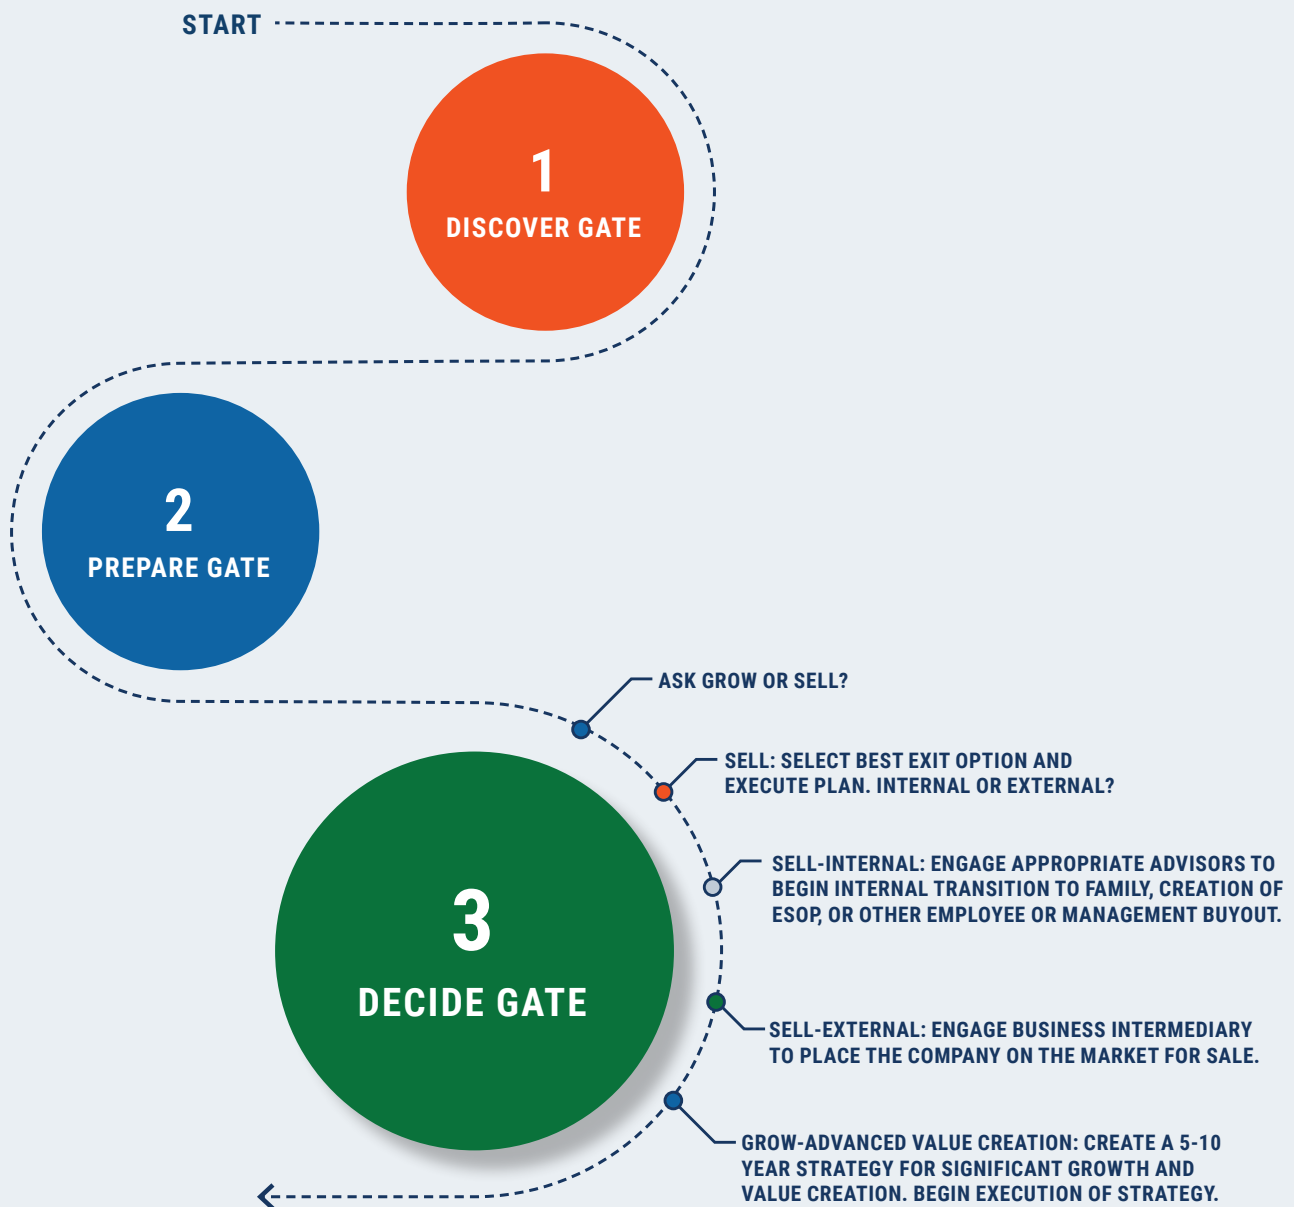 START
1
DISCOVER GATE
2
PREPARE GATE
ASK GROW OR SELL?
SELL: SELECT BEST EXIT OPTION AND
EXECUTE PLAN. INTERNAL OR EXTERNAL?
SELL-INTERNAL: ENGAGE APPROPRIATE ADVISORS TO
BEGIN INTERNAL TRANSITION TO FAMILY, CREATION OF
ESOP, OR OTHER EMPLOYEE OR MANAGEMENT BUYOUT.
3
DECIDE GATE
SELL-EXTERNAL: ENGAGE BUSINESS INTERMEDIARY
TO PLACE THE COMPANY ON THE MARKET FOR SALE.
GROW-ADVANCED VALUE CREATION: CREATE A 5-10
YEAR STRATEGY FOR SIGNIFICANT GROWTH AND
VALUE CREATION. BEGIN EXECUTION OF STRATEGY.